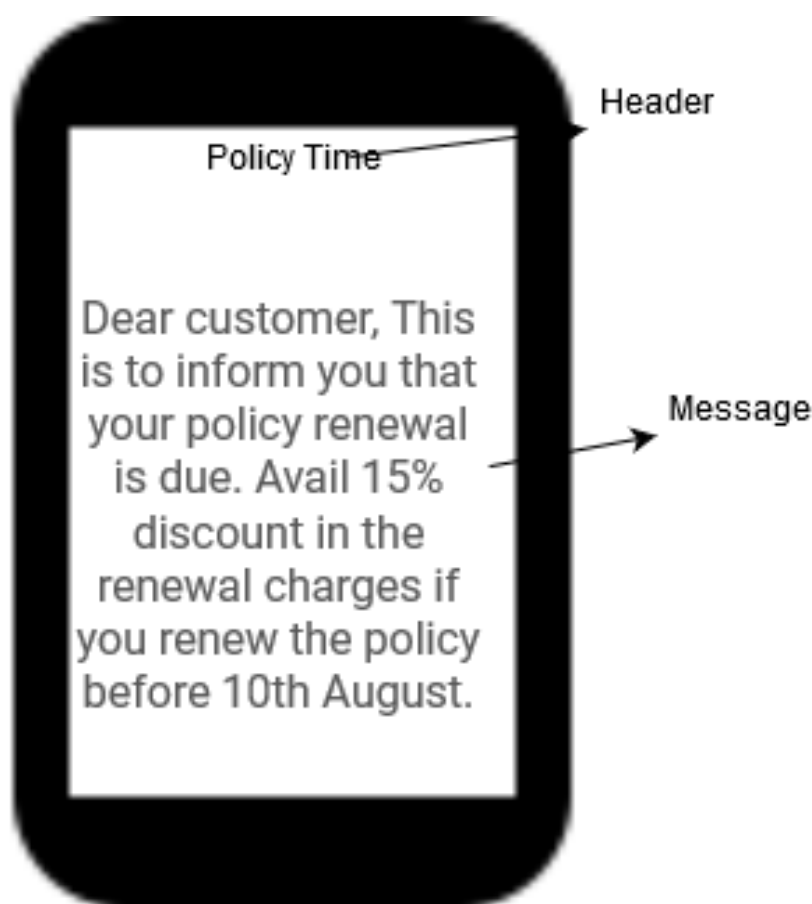 Header
Policy Time
Dear customer, This
is to inform you that
your policy renewal
is due. Avail 15%
discount in the
renewal charges if
you renew the policy
before 10th August.
Message